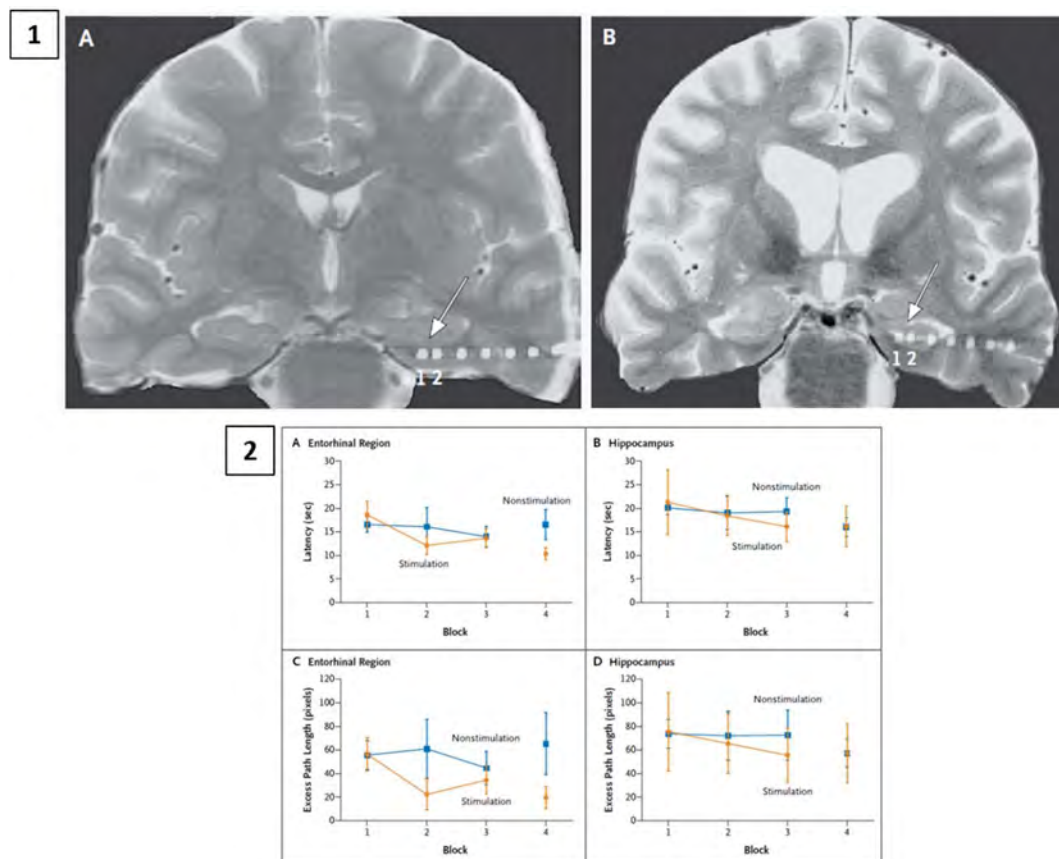 1
A
B
1 2
1 2
2
A Entorhinal Region
B Hippocampus
30
25
20
15
10
5
0
Latency (sec)
Nonstimulation
Stimulation
1 2 3 4
Block
30
25
20
15
10
5
0
Latency (sec)
Nonstimulation
Stimulation
1 2 3 4
Block
C Entorhinal Region
D Hippocampus
120
100
80
60
40
20
0
Excess Path Length (pixels)
Nonstimulation
Stimulation
1 2 3 4
Block
120
100
80
60
40
20
0
Excess Path Length (pixels)
Nonstimulation
Stimulation
1 2 3 4
Block